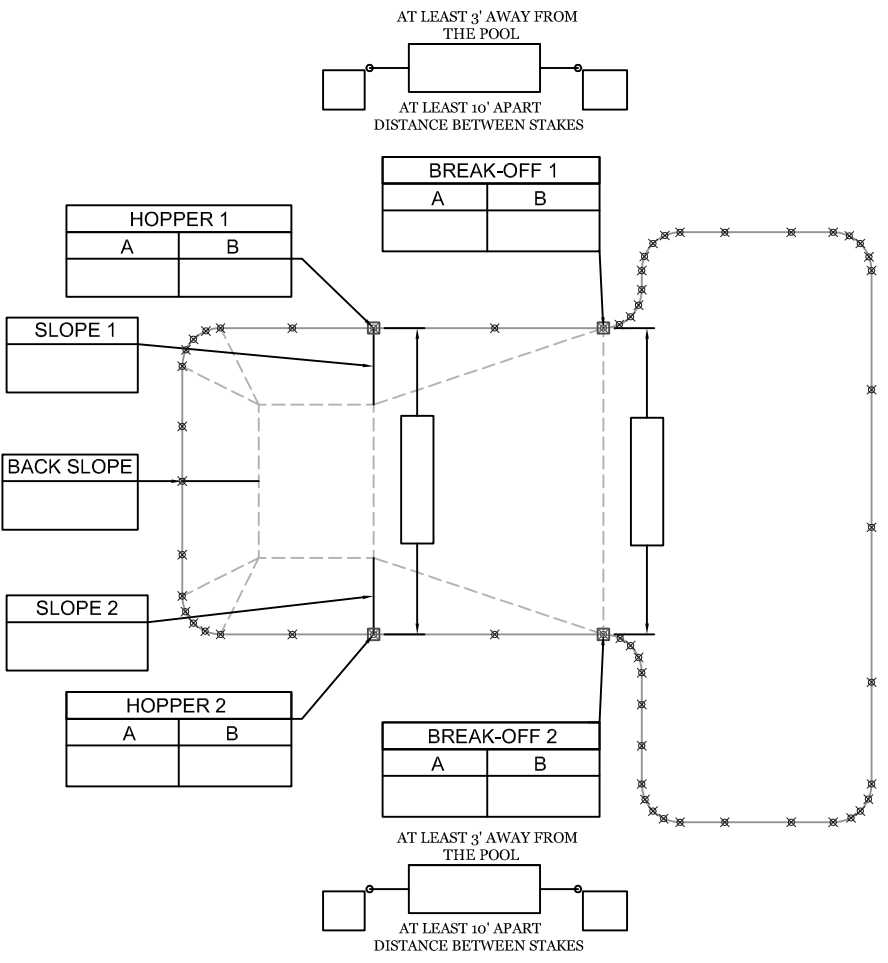 AT LEAST 3' AWAY FROM
THE POOL
AT LEAST 10' APART
DISTANCE BETWEEN STAKES
BREAK-OFF 1
A B
HOPPER 1
A B
SLOPE 1
BACK SLOPE
SLOPE 2
HOPPER 2
A B
BREAK-OFF 2
A B
AT LEAST 3' AWAY FROM
THE POOL
AT LEAST 10' APART
DISTANCE BETWEEN STAKES